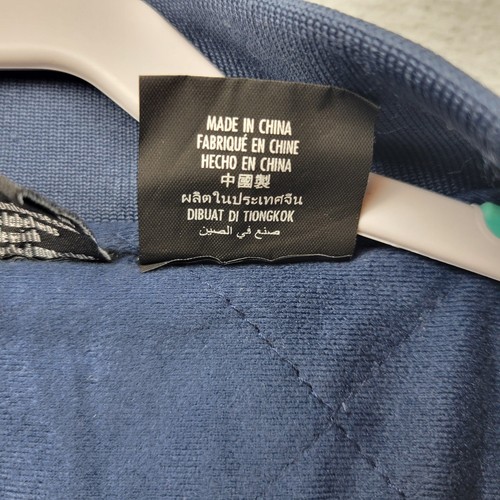 MADE IN CHINA
FABRIQUÉ EN CHINE
HECHO EN CHINA
中國製
ผลิตในประเทศจีน
DIBUAT DI TIONGKOK
صنع في الصين